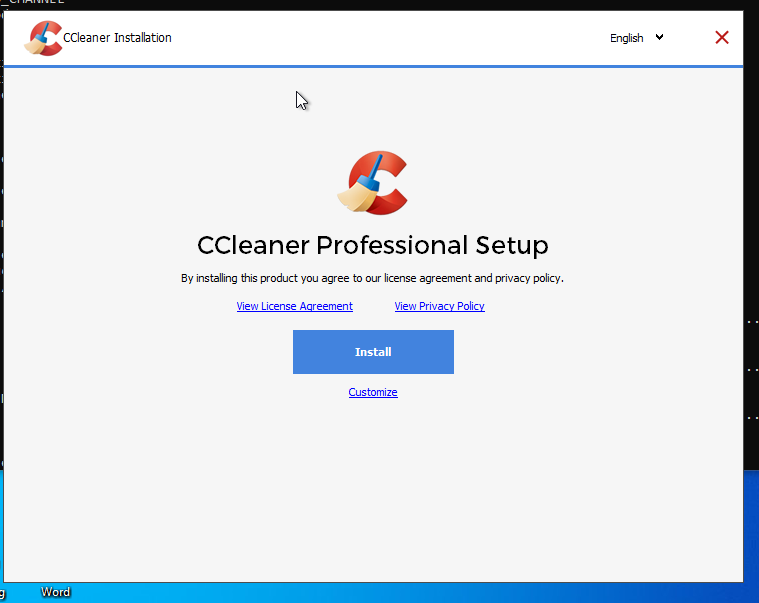 CCleaner Installation
English
CCleaner Professional Setup
By installing this product you agree to our license agreement and privacy policy.
View License Agreement
View Privacy Policy
Install
Customize
Word